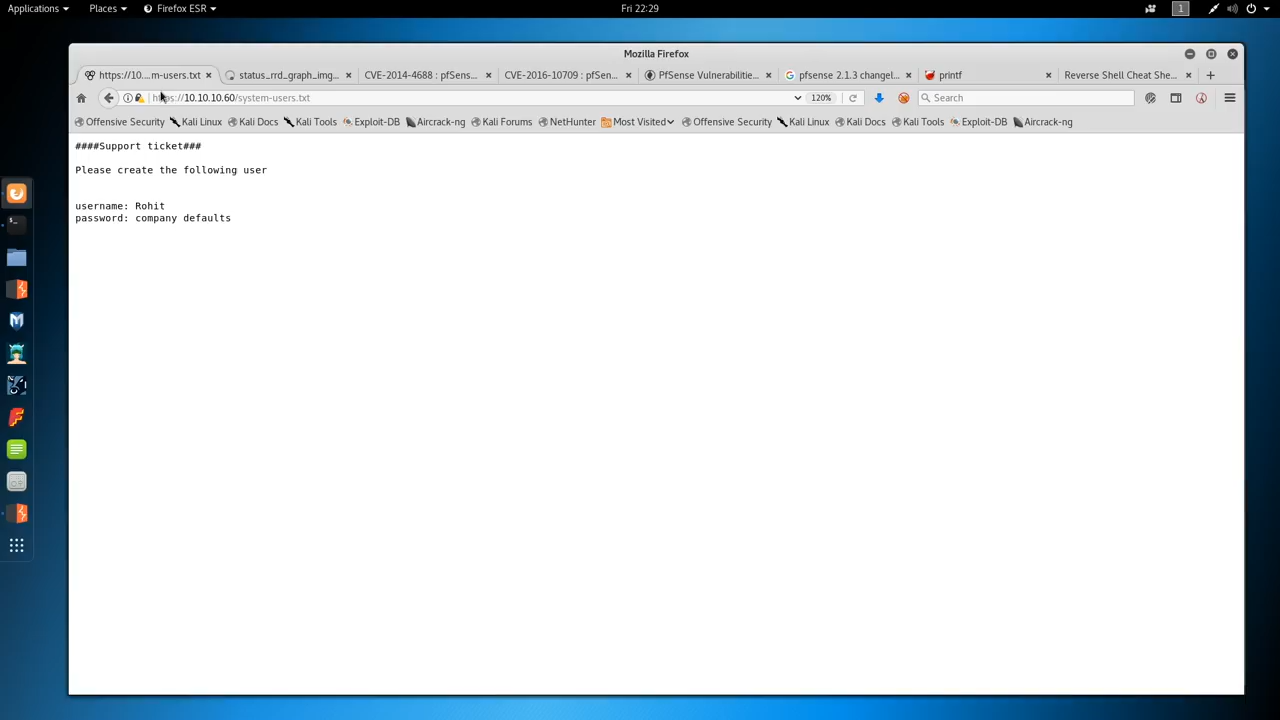 Applications Places Firefox ESR Fri 22:29 1
Mozilla Firefox
https://10....m-users.txt status_rrd_graph_img... CVE-2014-4688 : pfSen... CVE-2016-10709 : pfSen... PfSense Vulnerabilitie... pfsense 2.1.3 changel... printf Reverse Shell Cheat She...
https://10.10.10.60/system-users.txt 120% Search
Offensive Security Kali Linux Kali Docs Kali Tools Exploit-DB Aircrack-ng Kali Forums NetHunter Most Visited Offensive Security Kali Linux Kali Docs Kali Tools Exploit-DB Aircrack-ng
####Support ticket###
Please create the following user
username: Rohit
password: company defaults